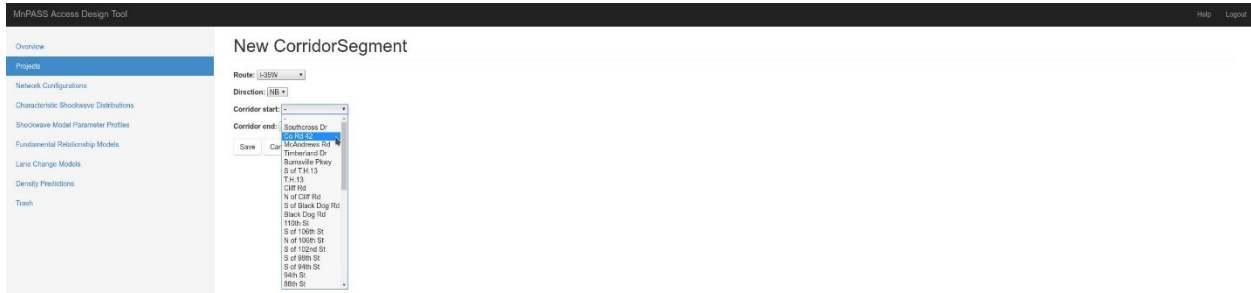 MnPASS Access Design Tool
Help Logout
Overview
Projects
Network Configurations
Characteristic Shockwave Distributions
Shockwave Model Parameter Profiles
Fundamental Relationship Models
Lane Change Models
Density Predictions
Trash
New CorridorSegment
Route: I-35W
Direction: NB
Corridor start: -
Corridor end:
Save
-
Southcross Dr
Co Rd 42
McAndrews Rd
Timberland Dr
Burnsville Pkwy
S of T.H.13
T.H.13
Cliff Rd
N of Cliff Rd
S of Black Dog Rd
Black Dog Rd
110th St
S of 106th St
N of 106th St
S of 102nd St
S of 98th St
S of 94th St
94th St
88th St